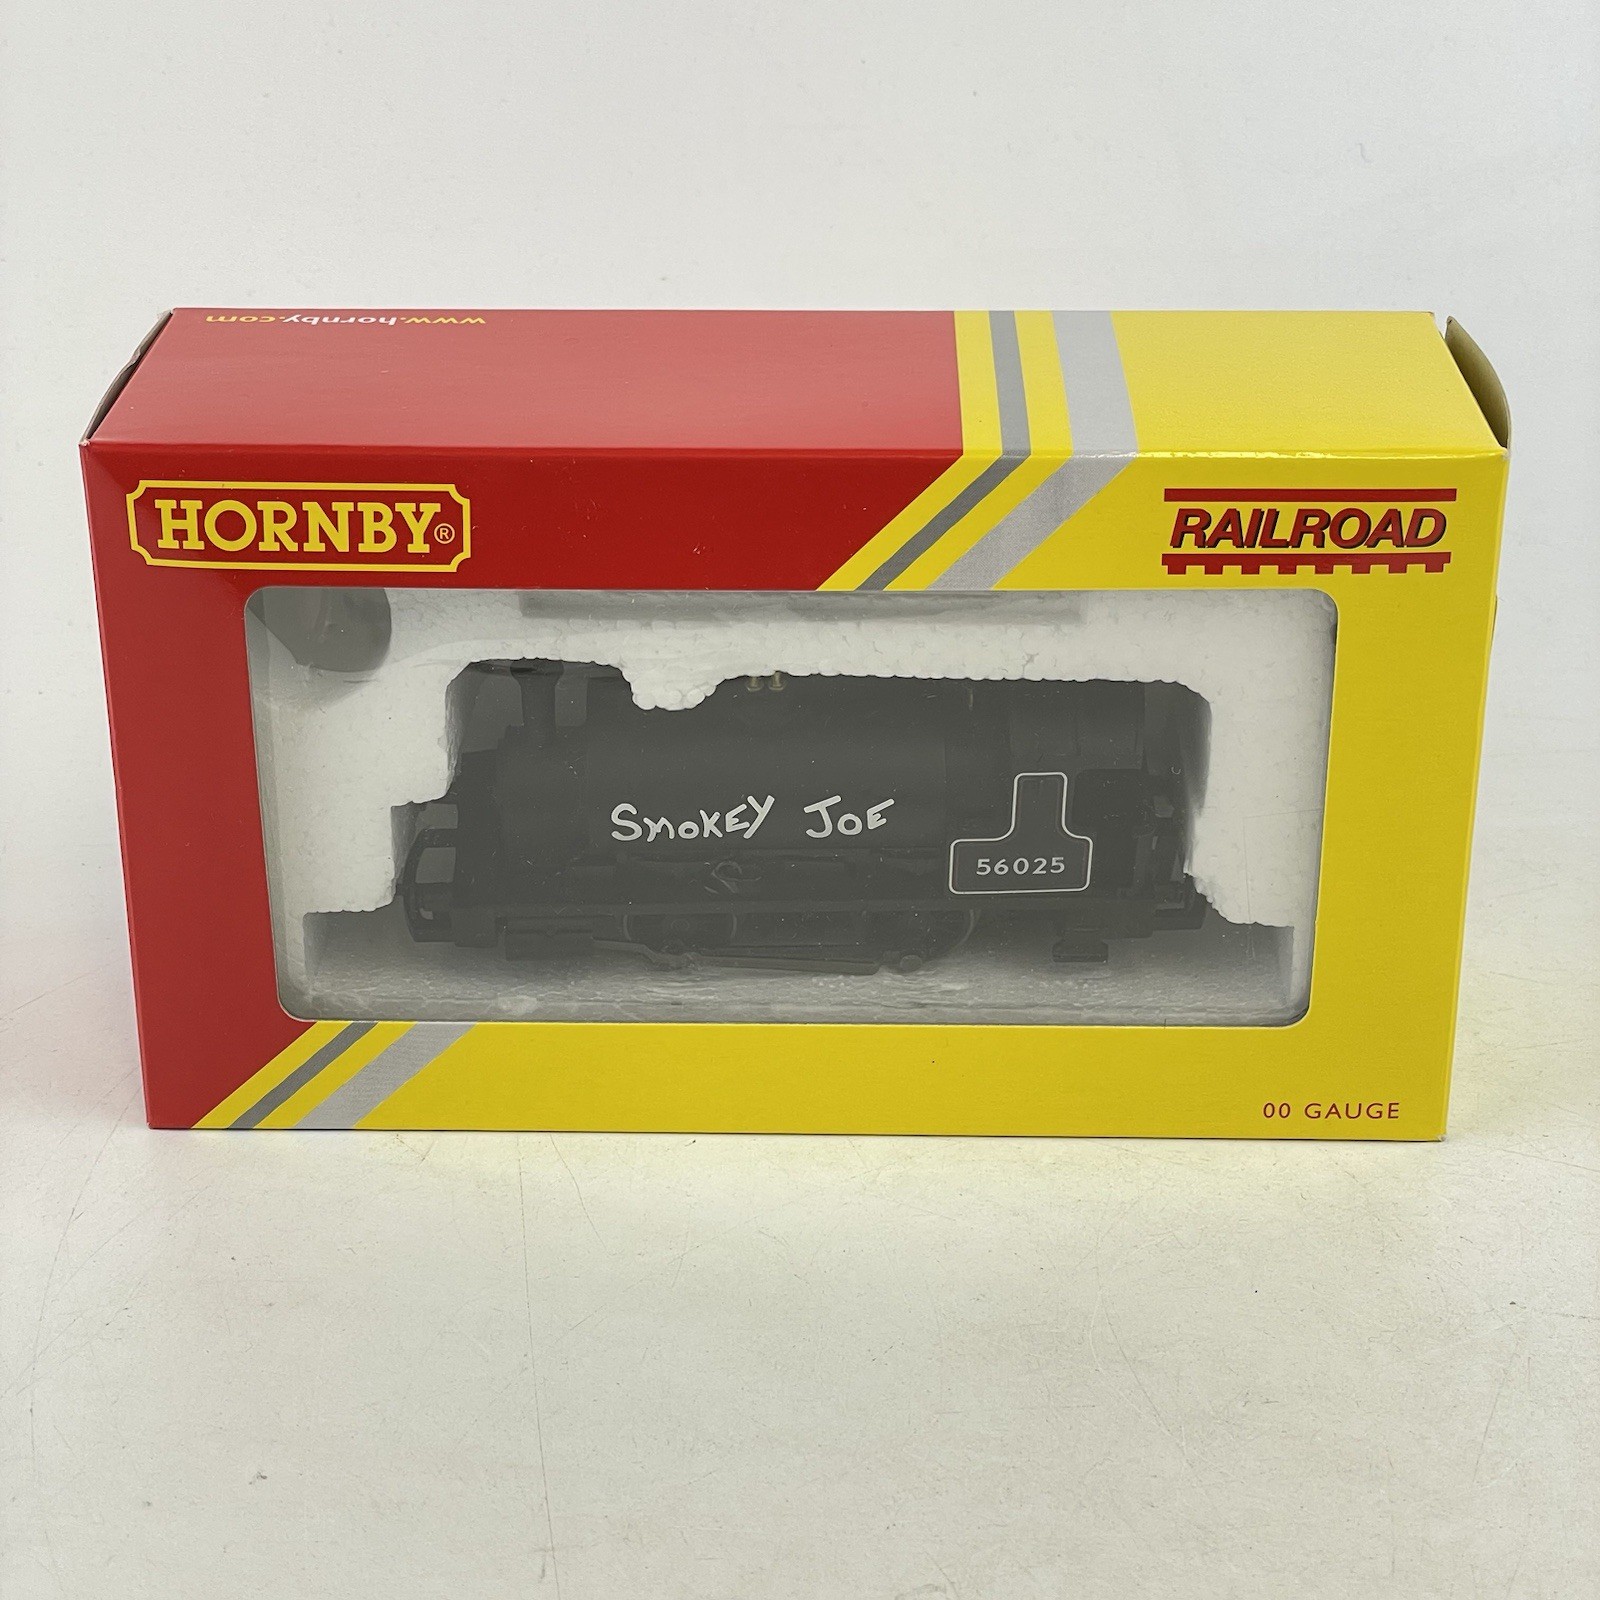 www.hornby.com
HORNBY®
RAILROAD
SMOKEY JOE
56025
00 GAUGE